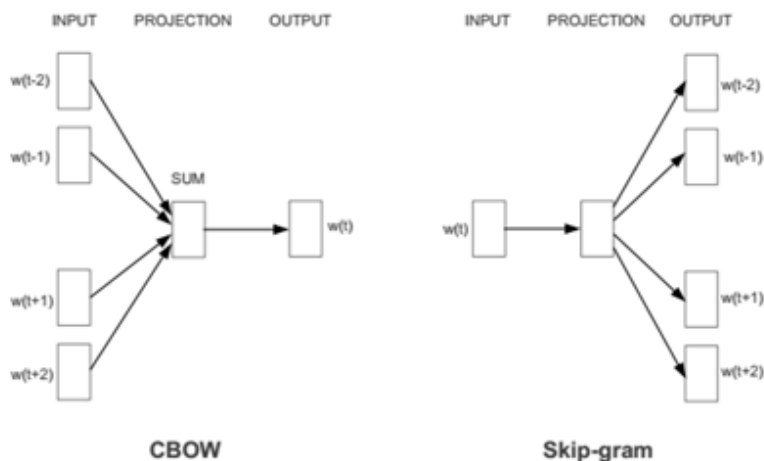 INPUT PROJECTION OUTPUT
w(t-2)
w(t-1)
SUM
w(t)
w(t+1)
w(t+2)
CBOW
INPUT PROJECTION OUTPUT
w(t-2)
w(t-1)
w(t)
w(t+1)
w(t+2)
Skip-gram